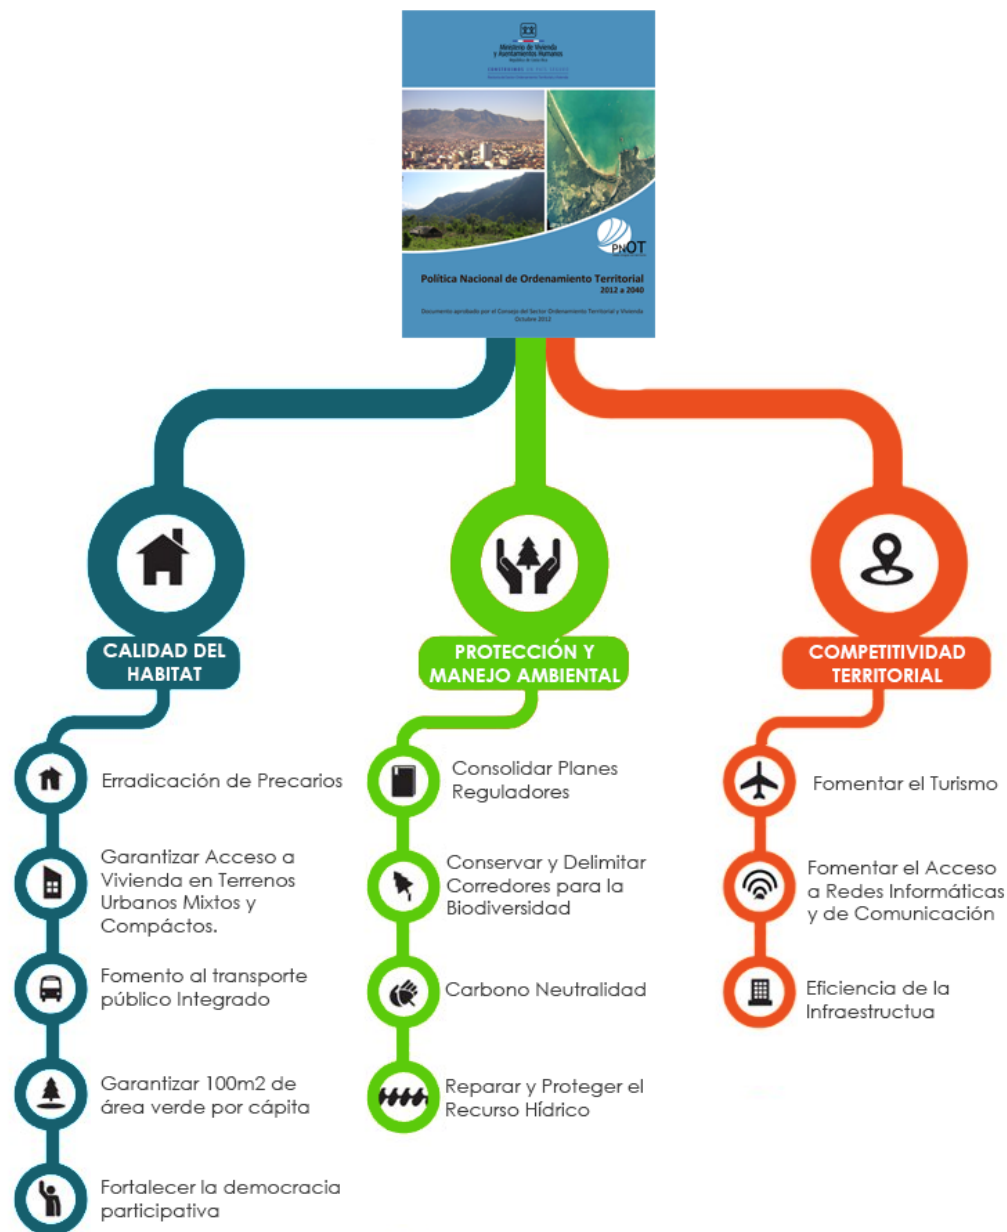 Ministerio de Vivienda
y Asentamientos Humanos
República de Costa Rica
PNOT
Política Nacional de Ordenamiento Territorial
2012 a 2040
Documento aprobado por el Consejo del Sector Ordenamiento Territorial y Vivienda
Octubre 2012
CALIDAD DEL
HABITAT
Erradicación de Precarios
Garantizar Acceso a
Vivienda en Terrenos
Urbanos Mixtos y
Compáctos.
Fomento al transporte
público Integrado
Garantizar 100m2 de
área verde por cápita
Fortalecer la democracia
participativa
PROTECCIÓN Y
MANEJO AMBIENTAL
Consolidar Planes
Reguladores
Conservar y Delimitar
Corredores para la
Biodiversidad
Carbono Neutralidad
Reparar y Proteger el
Recurso Hídrico
COMPETITIVIDAD
TERRITORIAL
Fomentar el Turismo
Fomentar el Acceso
a Redes Informáticas
y de Comunicación
Eficiencia de la
Infraestructua